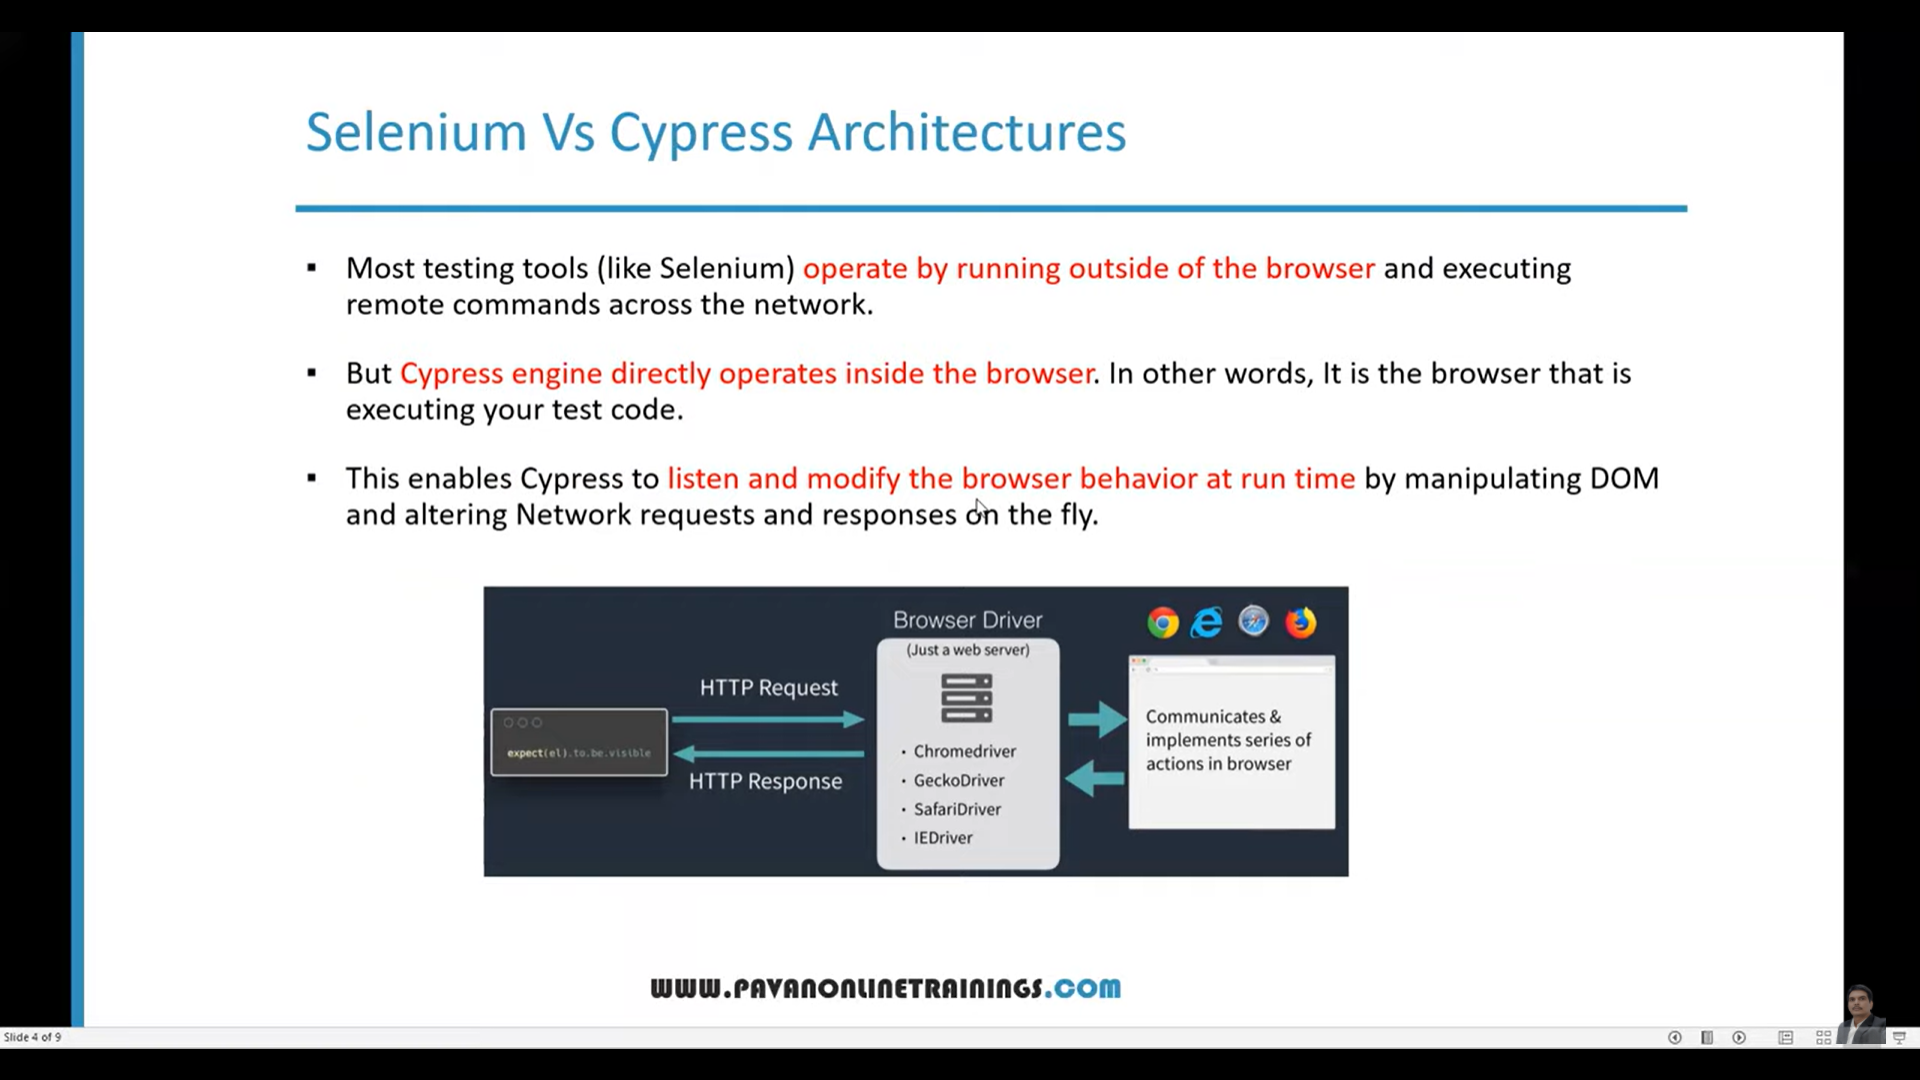 Selenium Vs Cypress Architectures
▪ Most testing tools (like Selenium) operate by running outside of the browser and executing
remote commands across the network.
▪ But Cypress engine directly operates inside the browser. In other words, It is the browser that is
executing your test code.
▪ This enables Cypress to listen and modify the browser behavior at run time by manipulating DOM
and altering Network requests and responses on the fly.
Browser Driver
(Just a web server)
HTTP Request
expect(el).to.be.visible
HTTP Response
• Chromedriver
• GeckoDriver
• SafariDriver
• IEDriver
Communicates &
implements series of
actions in browser
WWW.PAVANONLINETRAININGS.COM
Slide 4 of 9